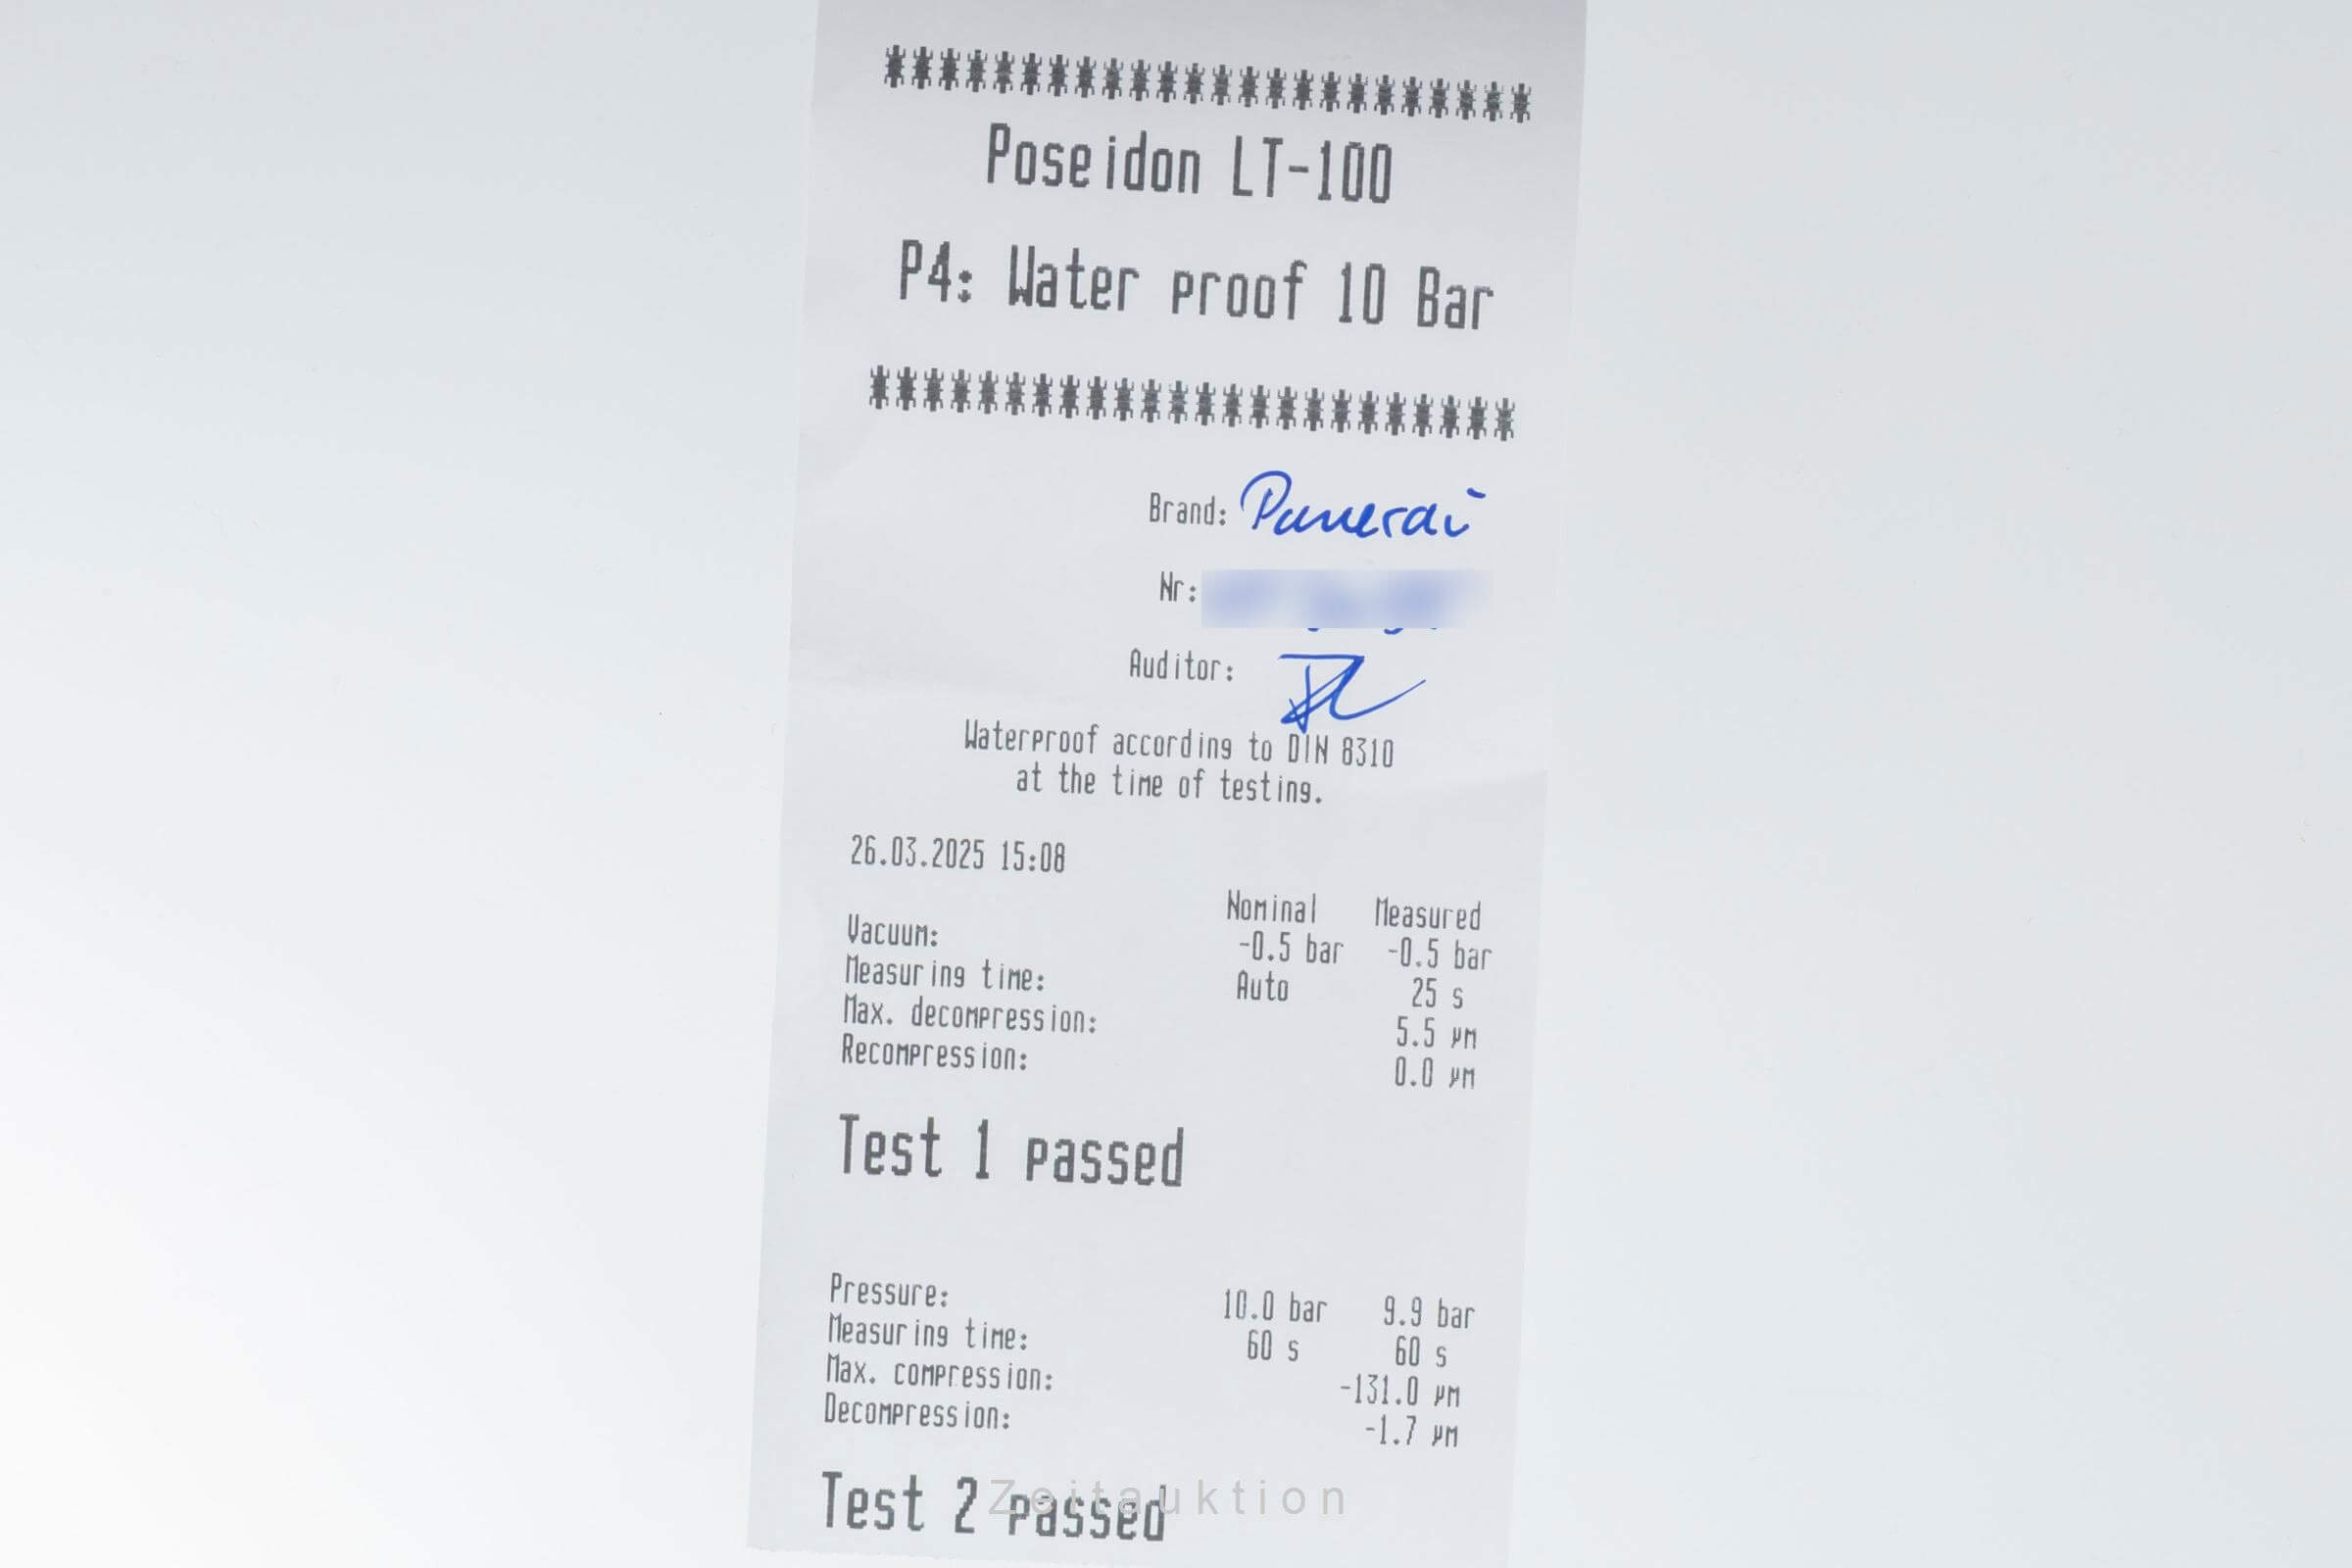 ************************
Poseidon LT-100
P4: Water proof 10 Bar
************************
Brand: Panerai
Nr:
Auditor:
Waterproof according to DIN 8310
at the time of testing.
26.03.2025 15:08
Nominal Measured
Vacuum: -0.5 bar -0.5 bar
Measuring time: Auto 25 s
Max. decompression: 5.5 µm
Recompression: 0.0 µm
Test 1 passed
Pressure: 10.0 bar 9.9 bar
Measuring time: 60 s 60 s
Max. compression: -131.0 µm
Decompression: -1.7 µm
Test 2 passed
Zeitauktion